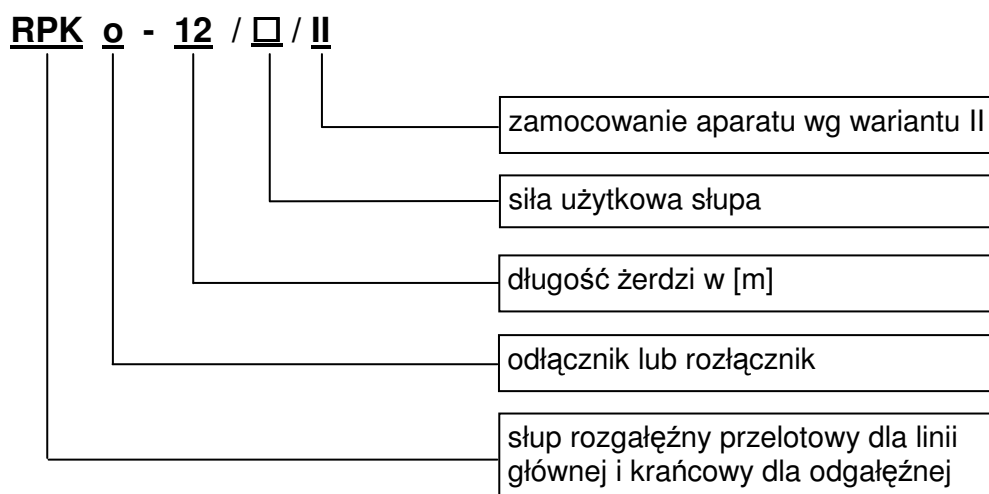 RPK o - 12 / □ / II
zamocowanie aparatu wg wariantu II
siła użytkowa słupa
długość żerdzi w [m]
odłącznik lub rozłącznik
słup rozgałęźny przelotowy dla linii
głównej i krańcowy dla odgałęźnej